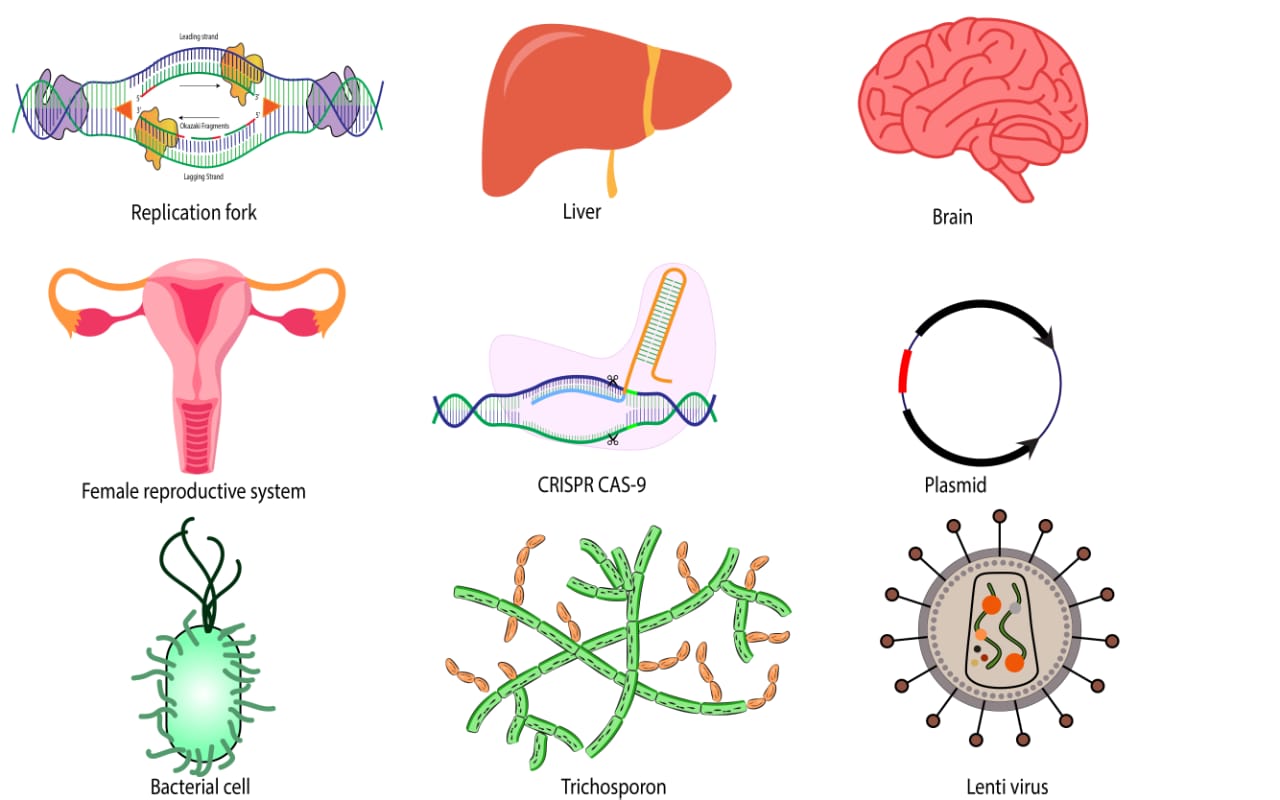 Leading strand
5'
3'
3'
5'
Okazaki Fragments
Lagging Strand
Replication fork
Liver
Brain
Female reproductive system
CRISPR CAS-9
Plasmid
Bacterial cell
Trichosporon
Lenti virus